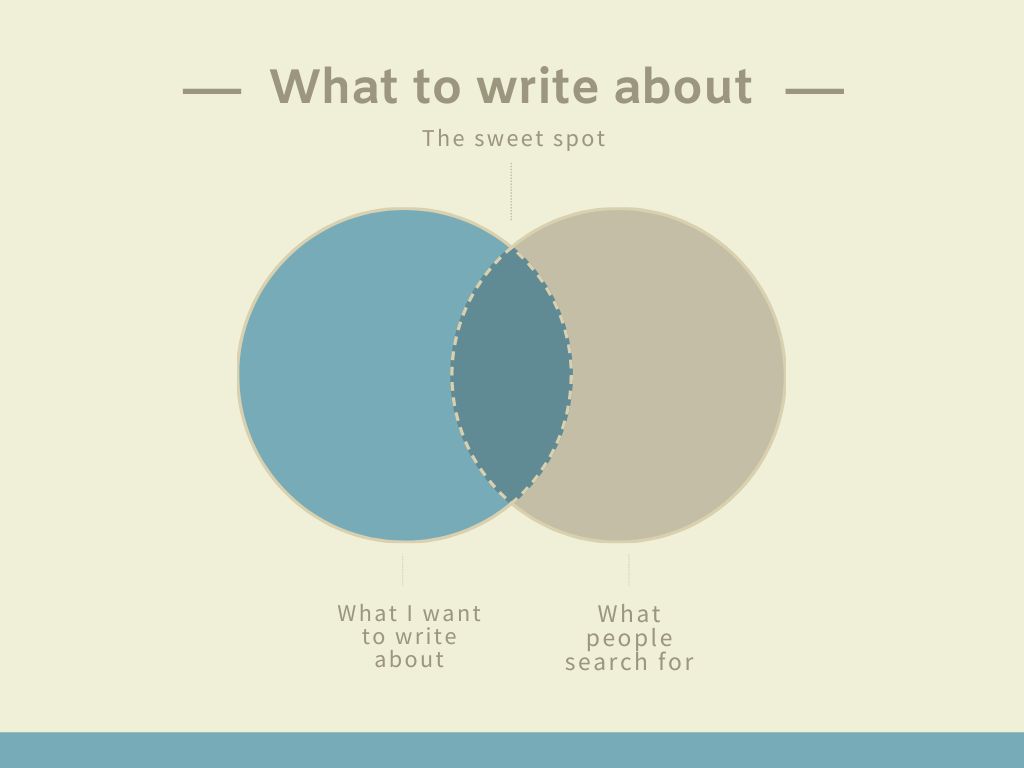 What to write about
The sweet spot
What I want
to write
about
What
people
search for